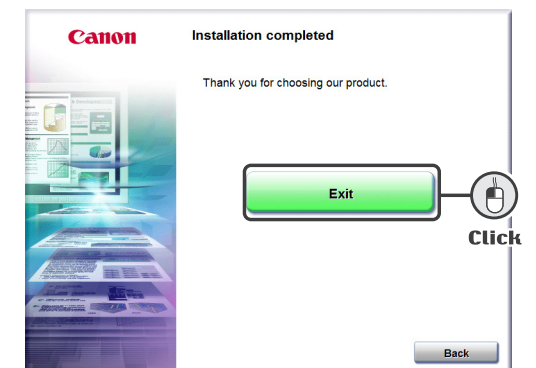 Canon
Installation completed
Thank you for choosing our product.
Exit
Click
Back